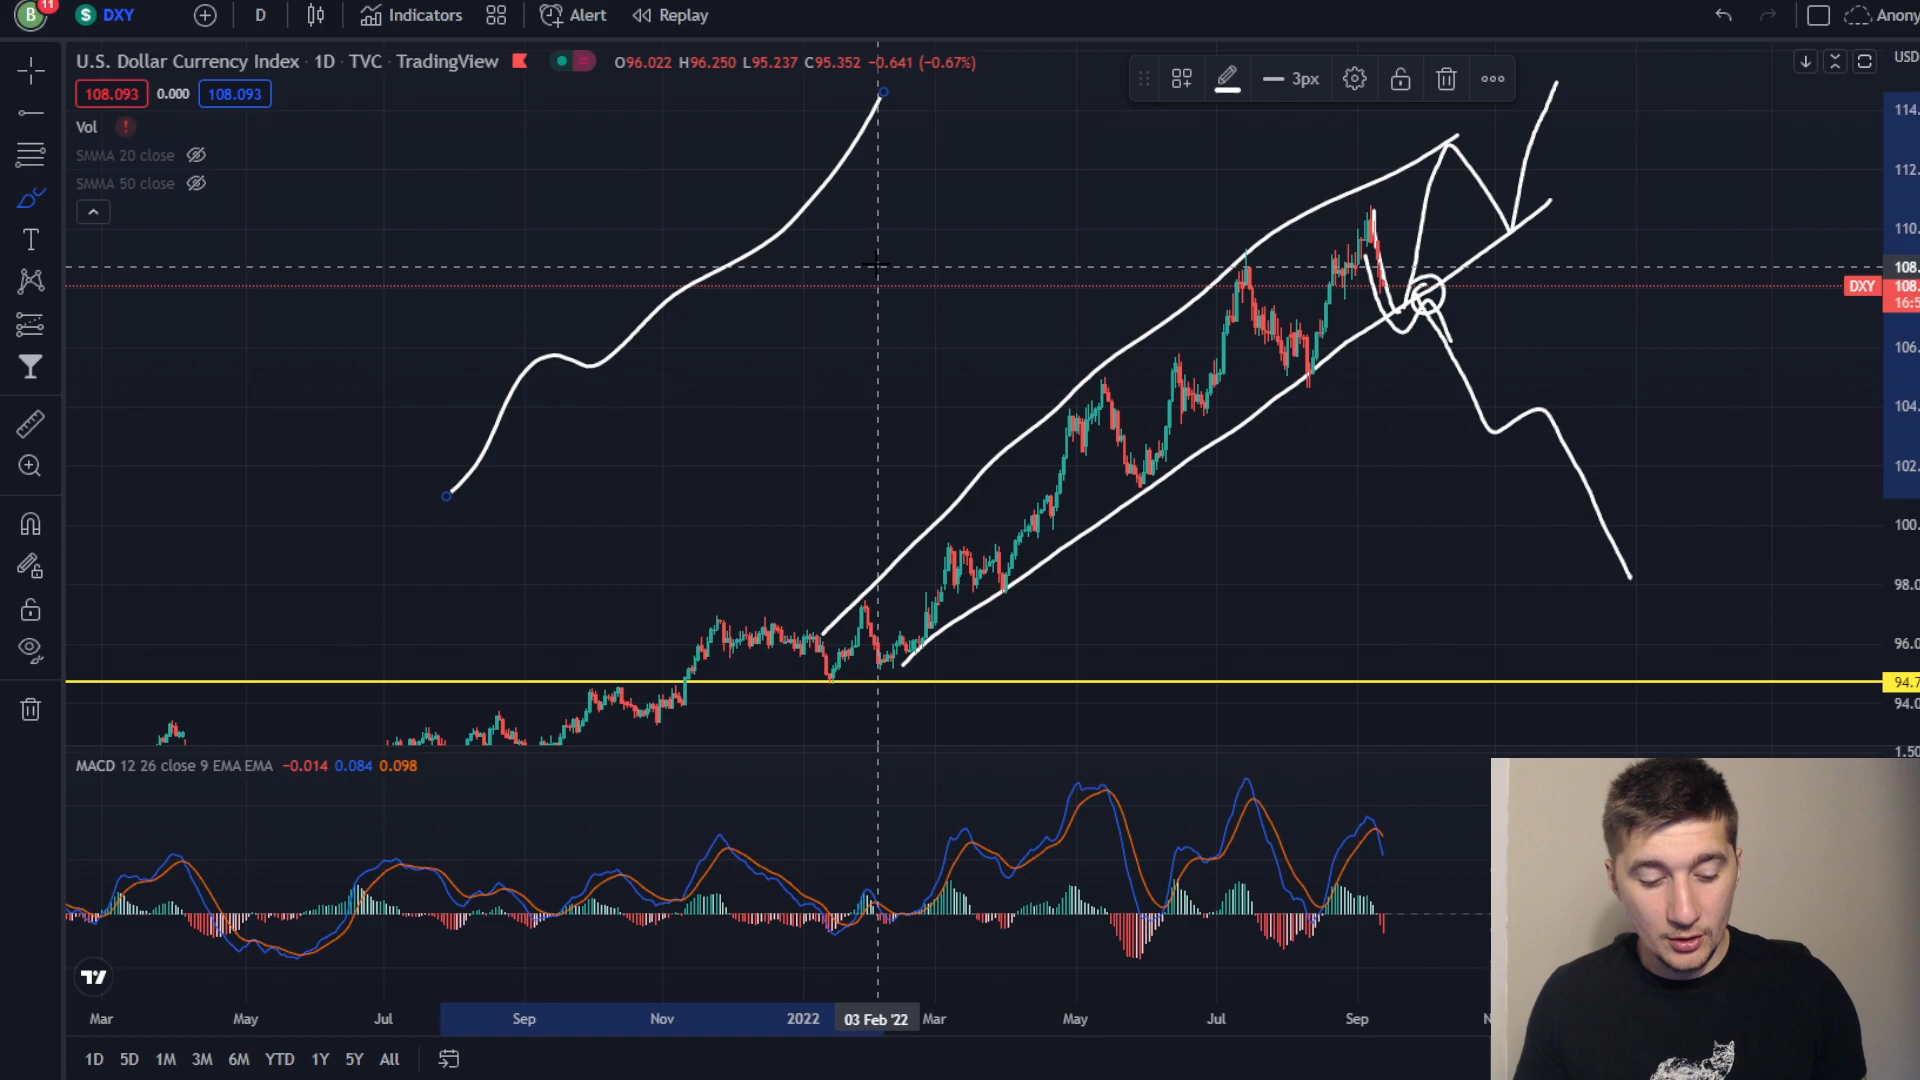 B 11 S DXY D Indicators Alert Replay Anony
U.S. Dollar Currency Index · 1D · TVC · TradingView O96.022 H96.250 L95.237 C95.352 −0.641 (−0.67%)
3px
USD
108.093 0.000 108.093
Vol !
SMMA 20 close
SMMA 50 close
114.
112.
110.
108.
DXY 108.
16:5
106.
104.
102.
100.
98.0
96.0
94.7
94.0
1.50
MACD 12 26 close 9 EMA EMA −0.014 0.084 0.098
Mar May Jul Sep Nov 2022 03 Feb '22 Mar May Jul Sep
1D 5D 1M 3M 6M YTD 1Y 5Y All